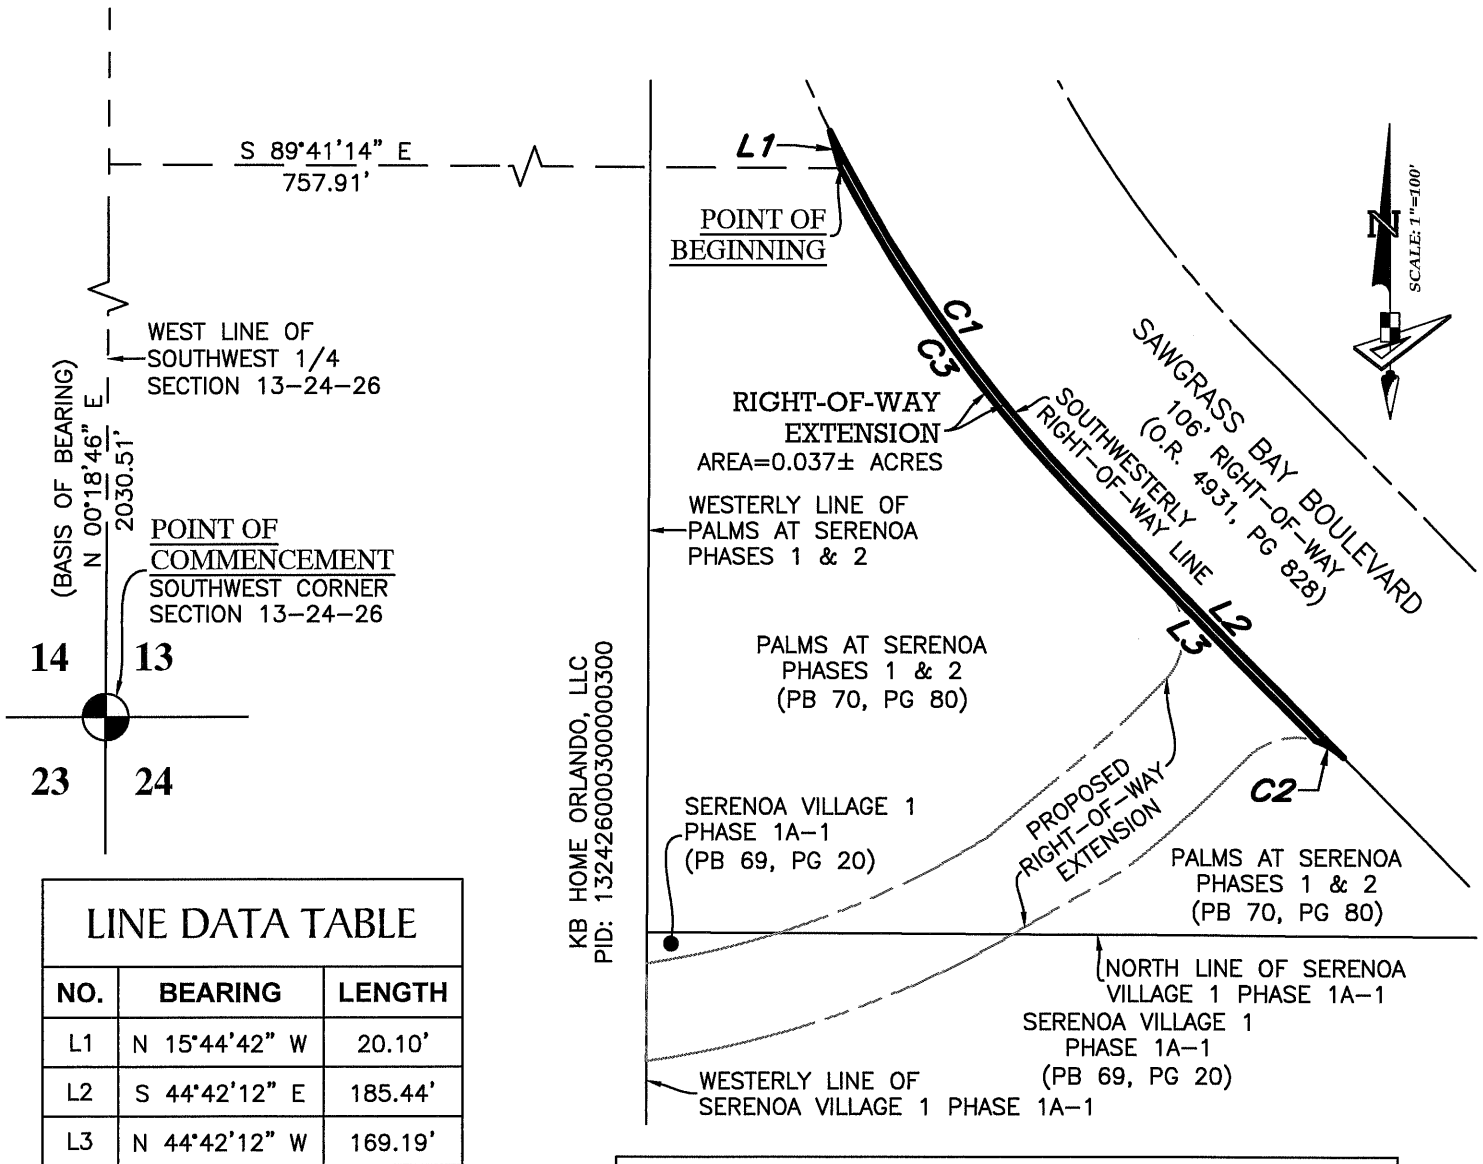 S 89°41'14" E
757.91'
L1
POINT OF
BEGINNING
N
SCALE: 1"=100'
WEST LINE OF
SOUTHWEST 1/4
SECTION 13-24-26
(BASIS OF BEARING)
N 00°18'46" E
2030.51'
C1
C3
RIGHT-OF-WAY
EXTENSION
AREA=0.037± ACRES
SOUTHWESTERLY
RIGHT-OF-WAY LINE
SAWGRASS BAY BOULEVARD
106' RIGHT-OF-WAY
(O.R. 4931, PG 828)
WESTERLY LINE OF
PALMS AT SERENOA
PHASES 1 & 2
POINT OF
COMMENCEMENT
SOUTHWEST CORNER
SECTION 13-24-26
14 13
23 24
L2
L3
PALMS AT SERENOA
PHASES 1 & 2
(PB 70, PG 80)
KB HOME ORLANDO, LLC
PID: 132426000300000300
C2
PROPOSED
RIGHT-OF-WAY
EXTENSION
SERENOA VILLAGE 1
PHASE 1A-1
(PB 69, PG 20)
PALMS AT SERENOA
PHASES 1 & 2
(PB 70, PG 80)
NORTH LINE OF SERENOA
VILLAGE 1 PHASE 1A-1
SERENOA VILLAGE 1
PHASE 1A-1
(PB 69, PG 20)
WESTERLY LINE OF
SERENOA VILLAGE 1 PHASE 1A-1
LINE DATA TABLE
NO. BEARING LENGTH
L1 N 15°44'42" W 20.10'
L2 S 44°42'12" E 185.44'
L3 N 44°42'12" W 169.19'